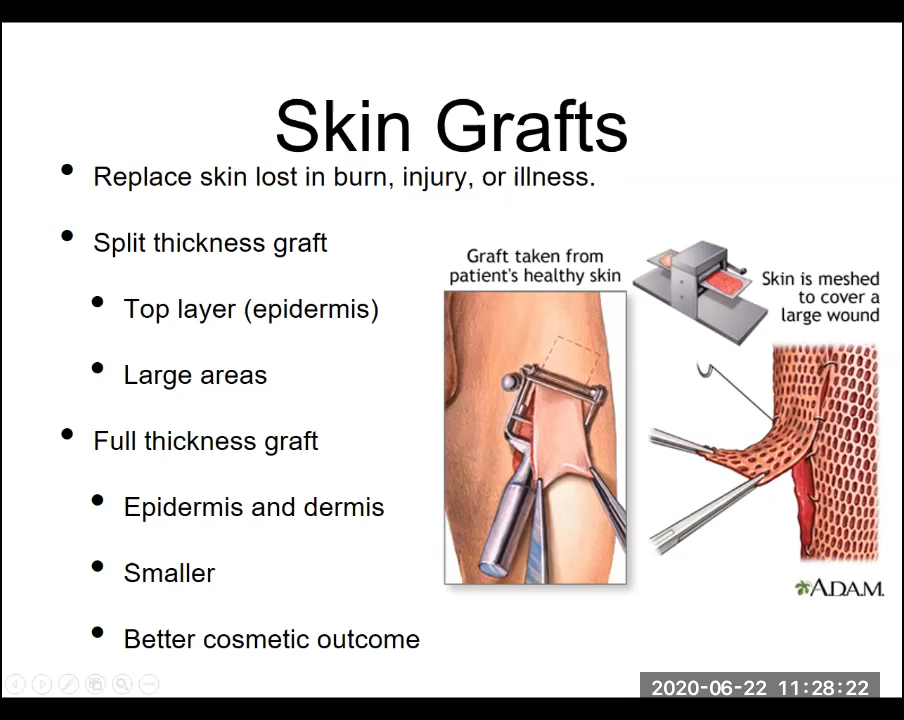 Skin Grafts
Replace skin lost in burn, injury, or illness.
Split thickness graft
Top layer (epidermis)
Large areas
Full thickness graft
Epidermis and dermis
Smaller
Better cosmetic outcome
Graft taken from
patient's healthy skin
Skin is meshed
to cover a
large wound
A.D.A.M.
2020-06-22 11:28:22